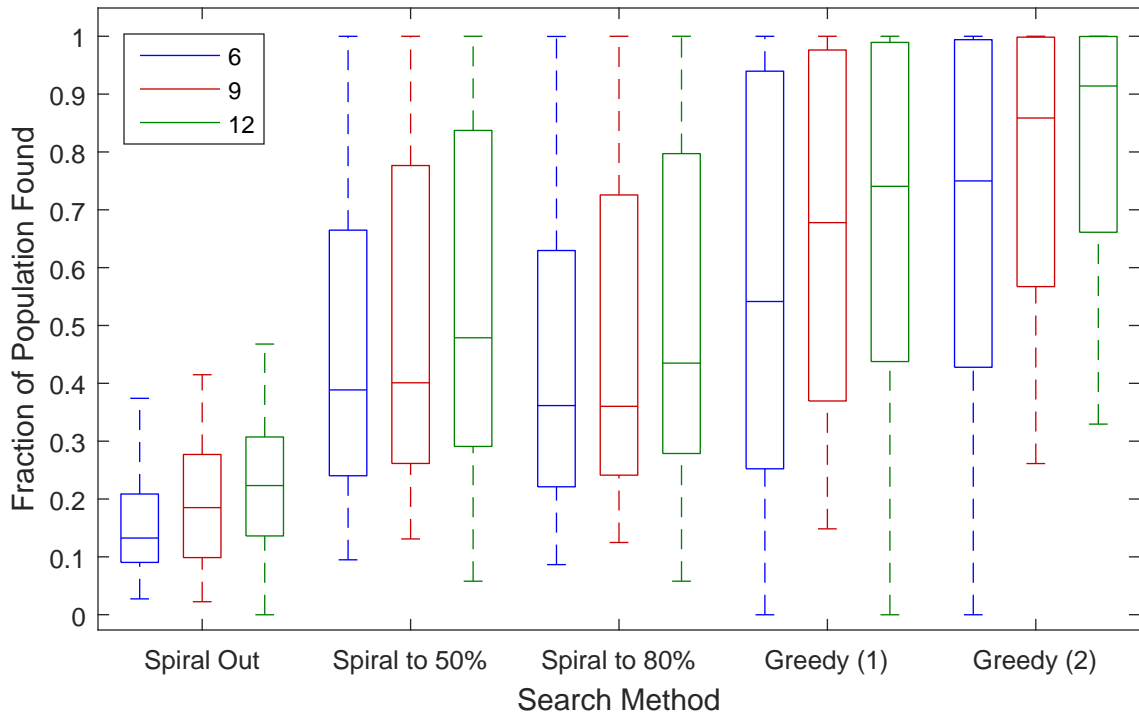 1
0.9
0.8
0.7
0.6
0.5
0.4
0.3
0.2
0.1
0
Fraction of Population Found
6
9
12
Spiral Out
Spiral to 50%
Spiral to 80%
Greedy (1)
Greedy (2)
Search Method